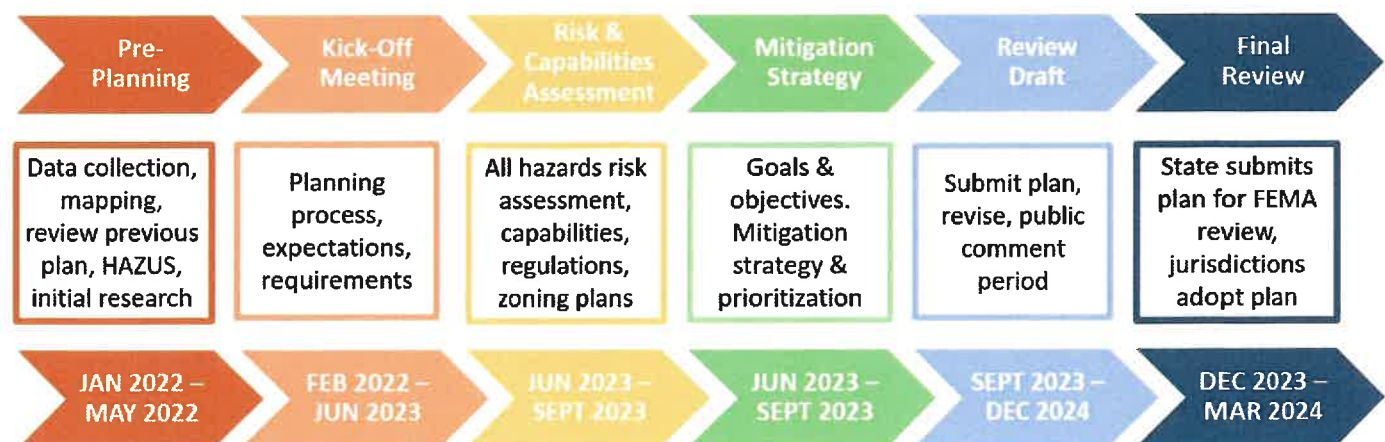 Pre-
Planning
Kick-Off
Meeting
Risk &
Capabilities
Assessment
Mitigation
Strategy
Review
Draft
Final
Review
Data collection,
mapping,
review previous
plan, HAZUS,
initial research
Planning
process,
expectations,
requirements
All hazards risk
assessment,
capabilities,
regulations,
zoning plans
Goals &
objectives.
Mitigation
strategy &
prioritization
Submit plan,
revise, public
comment
period
State submits
plan for FEMA
review,
jurisdictions
adopt plan
JAN 2022 –
MAY 2022
FEB 2022 –
JUN 2023
JUN 2023 –
SEPT 2023
JUN 2023 –
SEPT 2023
SEPT 2023 –
DEC 2024
DEC 2023 –
MAR 2024